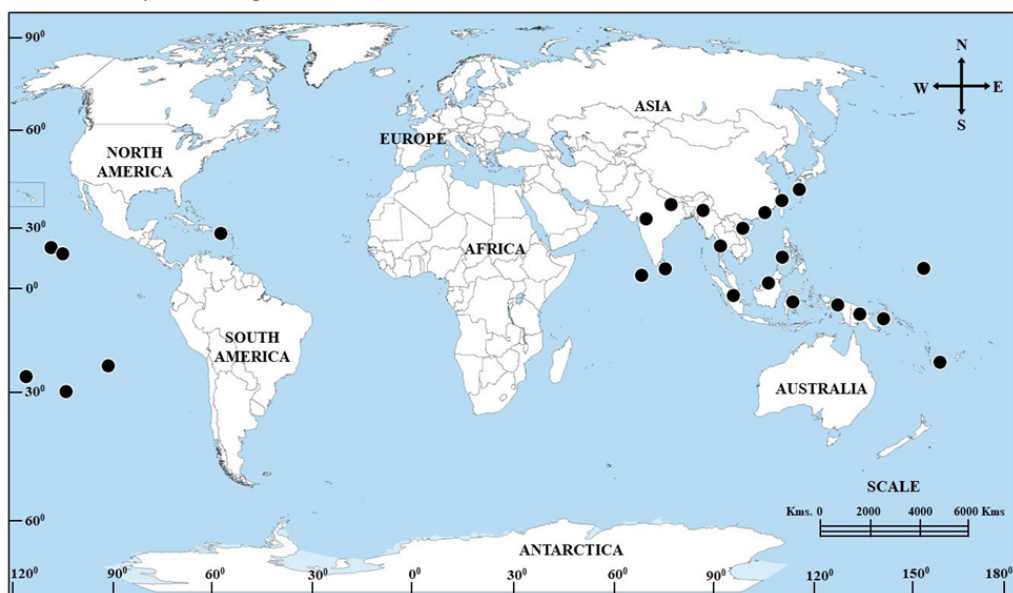 90⁰
N
W E
S
ASIA
60⁰
EUROPE
NORTH
AMERICA
30⁰
AFRICA
0⁰
SOUTH
AMERICA
30⁰
AUSTRALIA
SCALE
Kms. 0 2000 4000 6000 Kms
60⁰
ANTARCTICA
120⁰ 90⁰ 60⁰ 30⁰ 0⁰ 30⁰ 60⁰ 90⁰ 120⁰ 150⁰ 180⁰